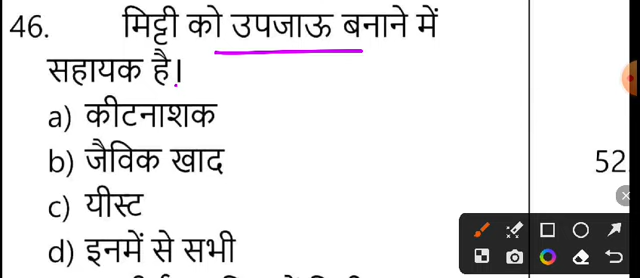 46. मिट्टी को उपजाऊ बनाने में
सहायक है।
a) कीटनाशक
b) जैविक खाद
52
c) यीस्ट
d) इनमें से सभी